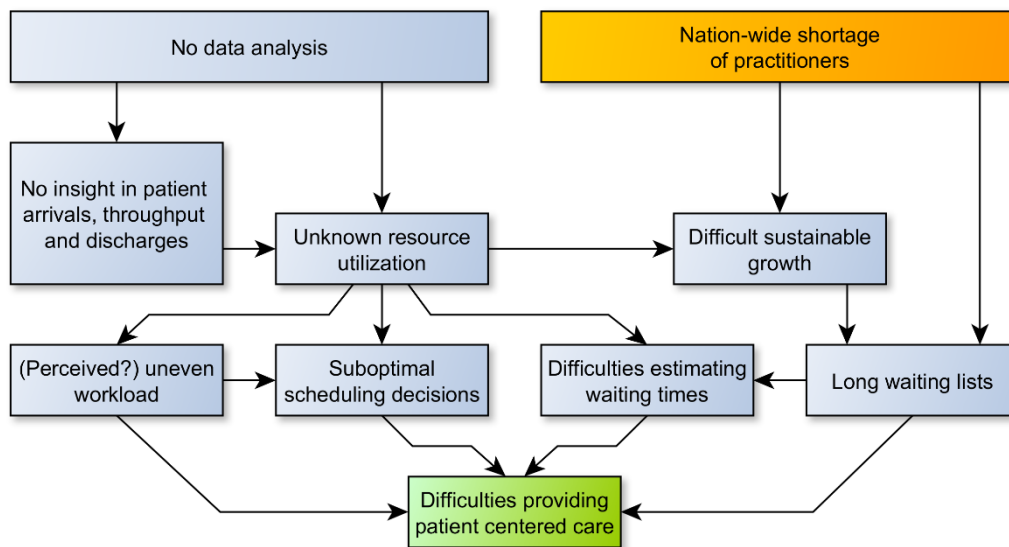 No data analysis
Nation-wide shortage
of practitioners
No insight in patient
arrivals, throughput
and discharges
Unknown resource
utilization
Difficult sustainable
growth
(Perceived?) uneven
workload
Suboptimal
scheduling decisions
Difficulties estimating
waiting times
Long waiting lists
Difficulties providing
patient centered care